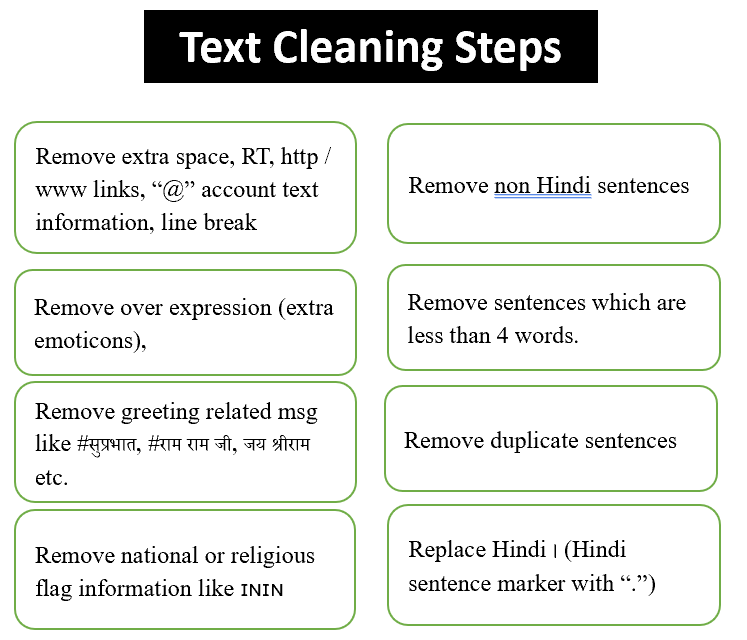 Text Cleaning Steps
Remove extra space, RT, http /
www links, “@” account text
information, line break
Remove over expression (extra
emoticons),
Remove greeting related msg
like #सुप्रभात, #राम राम जी, जय श्रीराम
etc.
Remove national or religious
flag information like ININ
Remove non Hindi sentences
Remove sentences which are
less than 4 words.
Remove duplicate sentences
Replace Hindi । (Hindi
sentence marker with “.”)